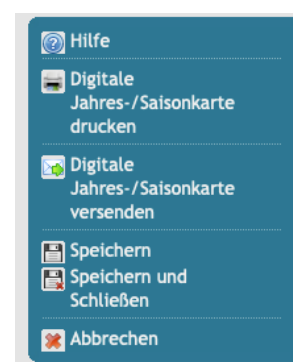 Hilfe
Digitale
Jahres-/Saisonkarte
drucken
Digitale
Jahres-/Saisonkarte
versenden
Speichern
Speichern und
Schließen
Abbrechen